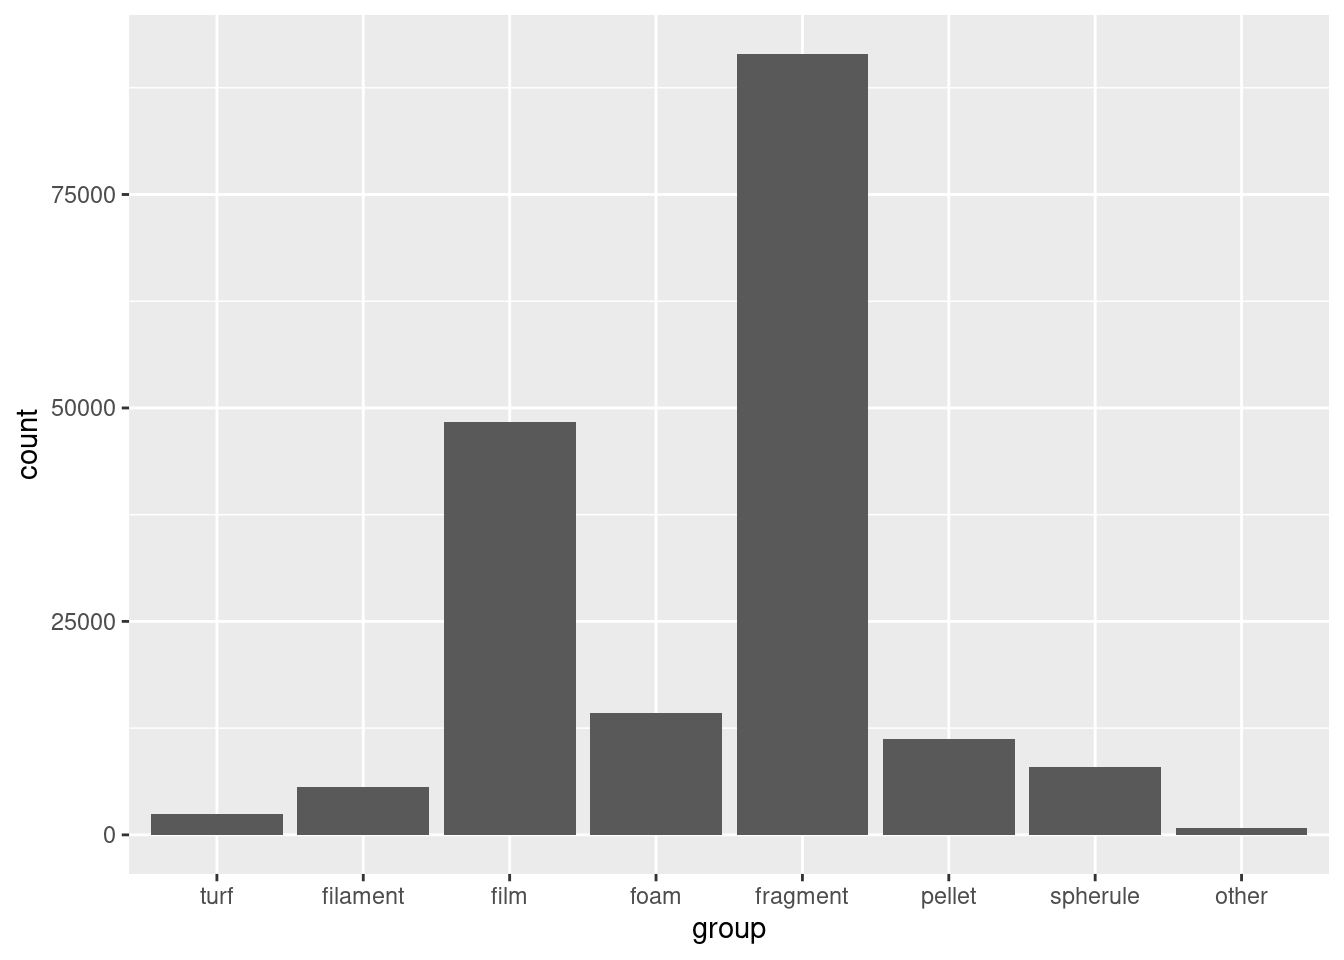 count
75000
50000
25000
0
turf filament film foam fragment pellet spherule other
group